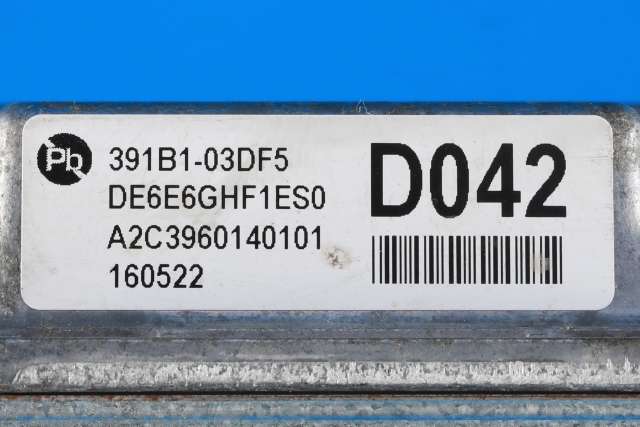 Pb
391B1-03DF5
DE6E6GHF1ES0
A2C3960140101
160522
D042